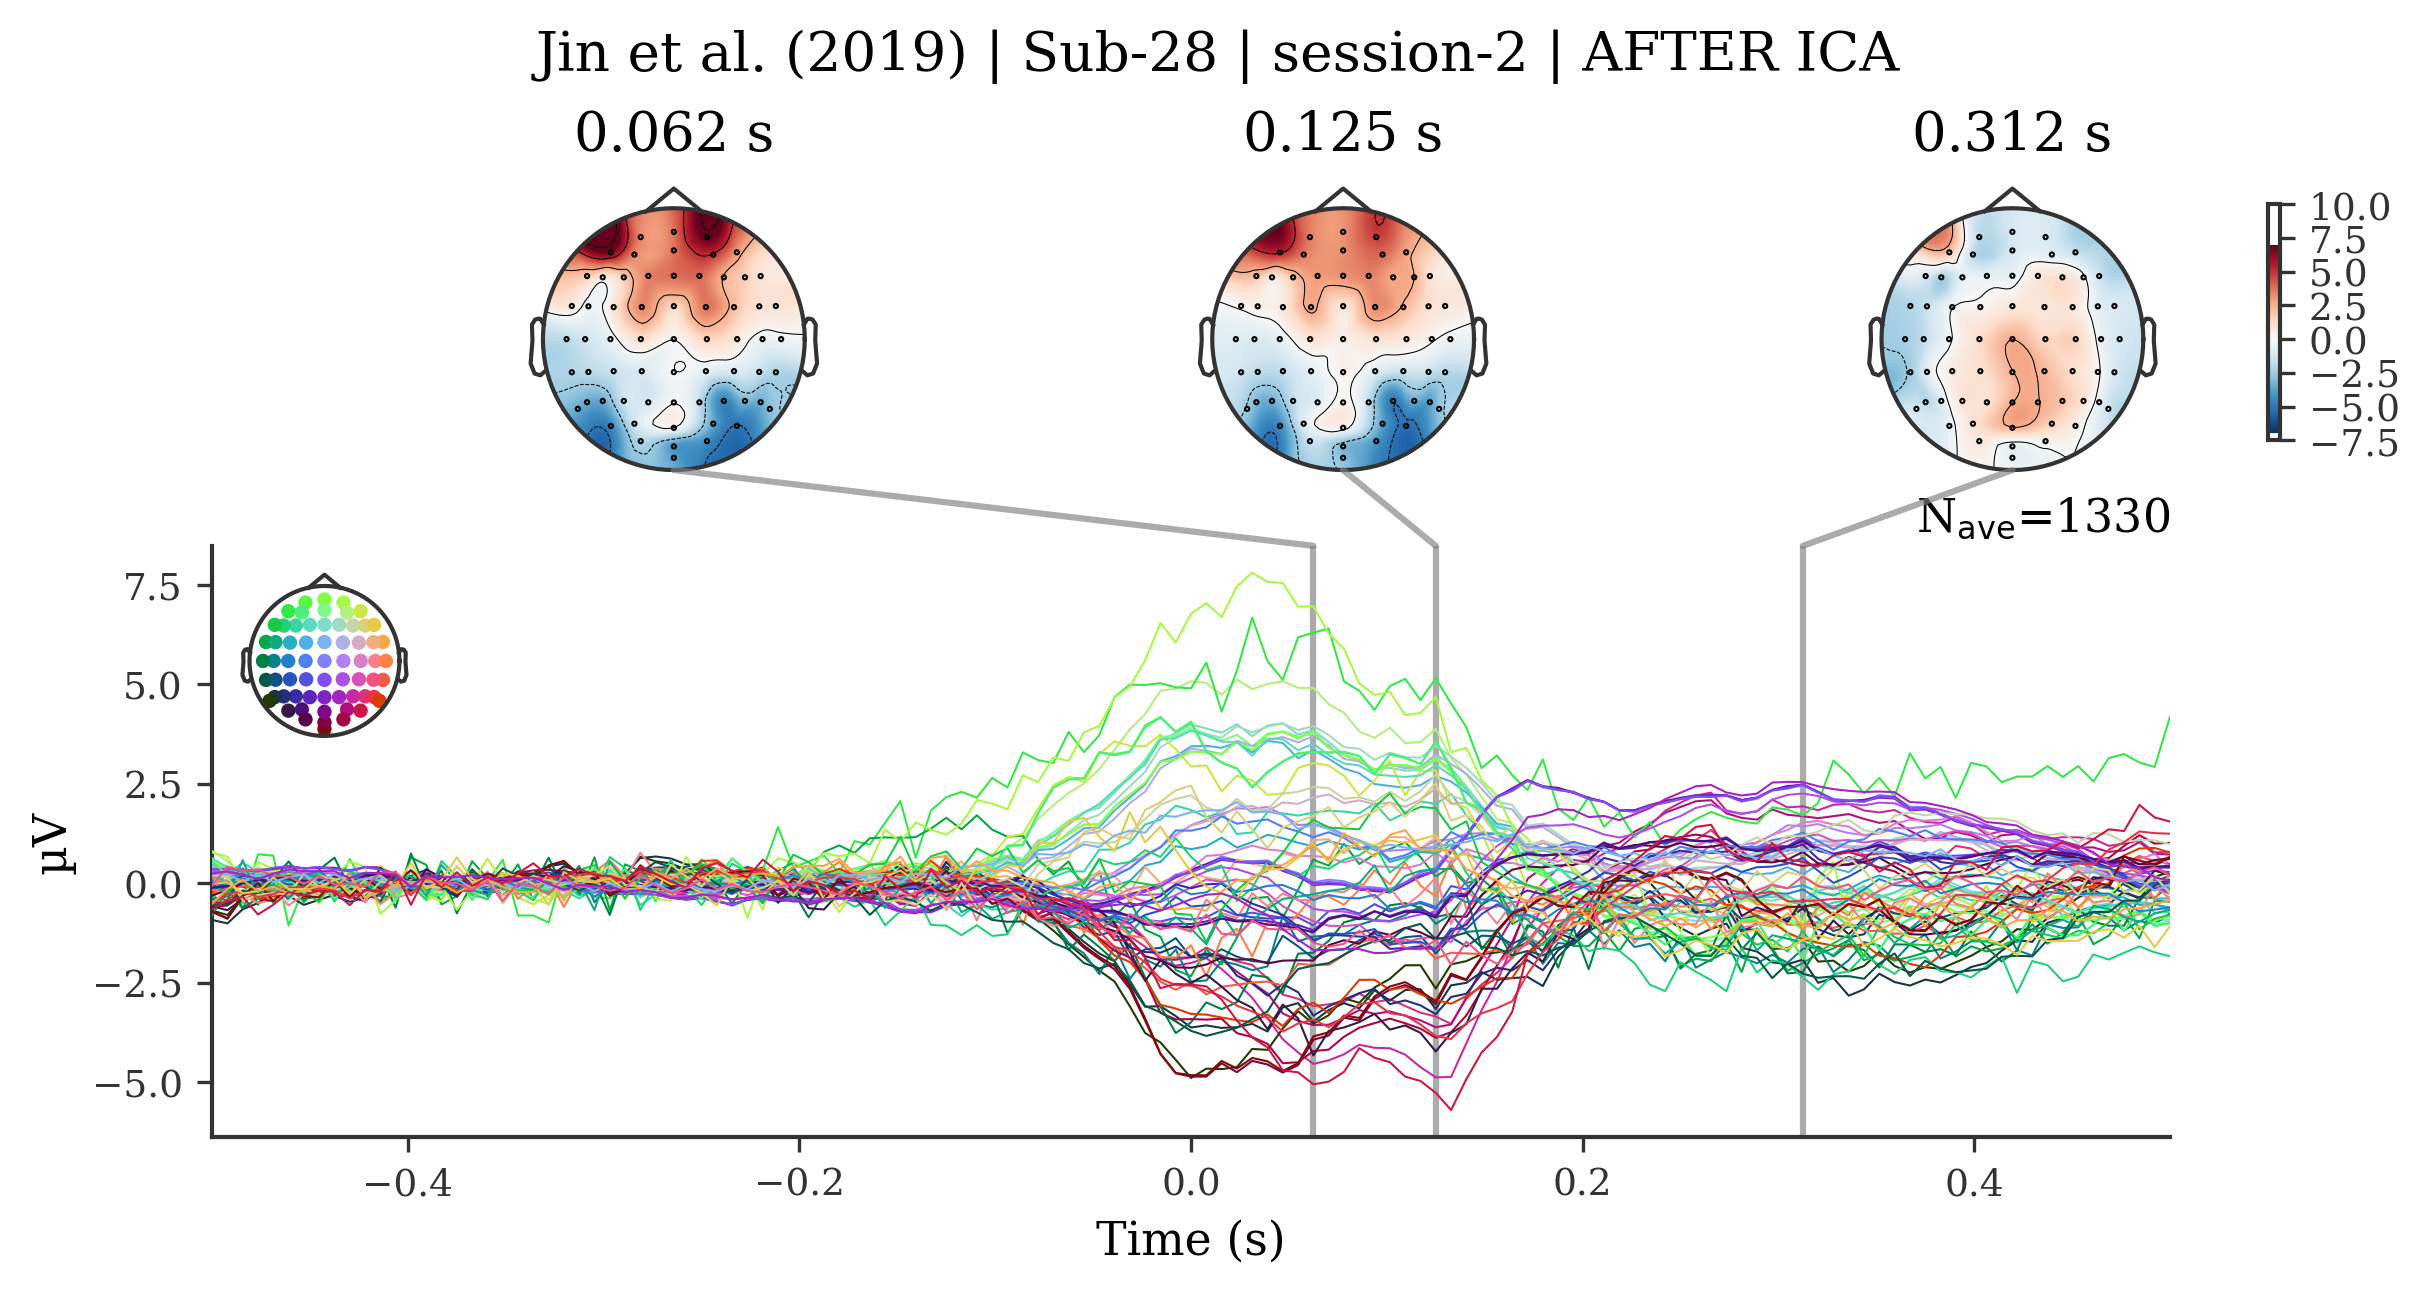 Jin et al. (2019) | Sub-28 | session-2 | AFTER ICA
0.062 s
0.125 s
0.312 s
10.0
7.5
5.0
2.5
0.0
−2.5
−5.0
−7.5
Nave=1330
7.5
5.0
2.5
0.0
−2.5
−5.0
µV
−0.4
−0.2
0.0
0.2
0.4
Time (s)